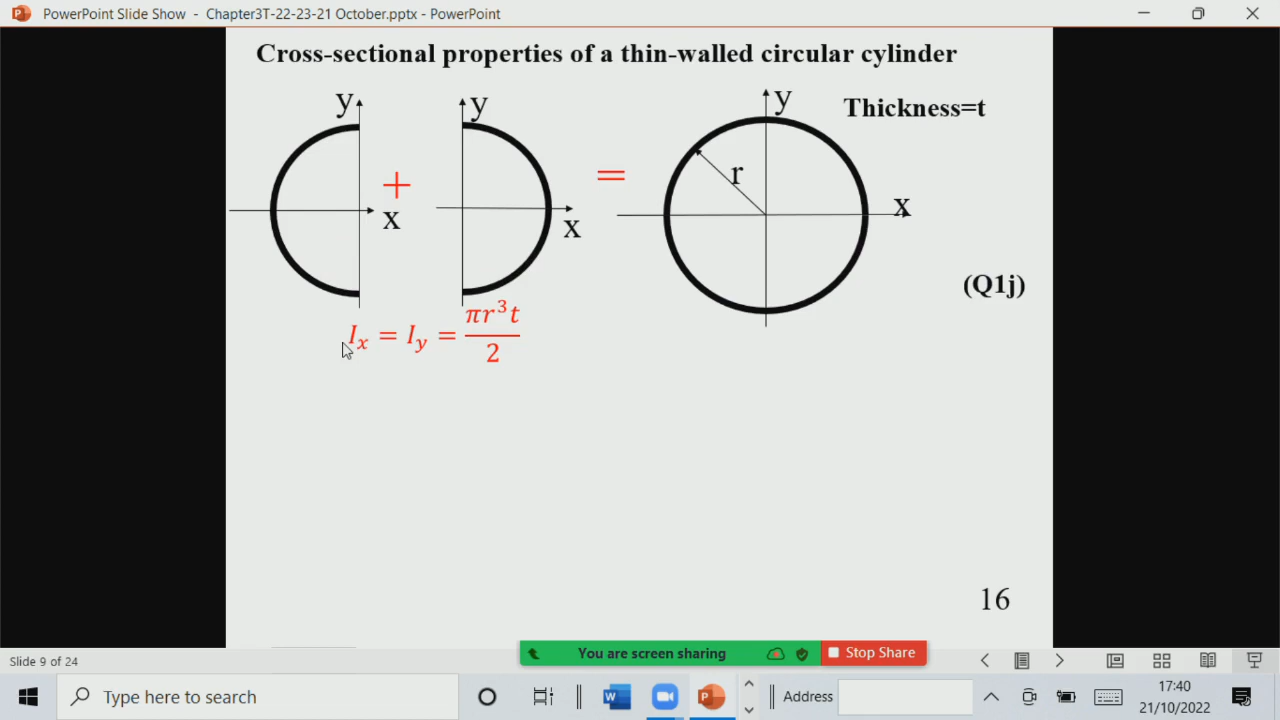 PowerPoint Slide Show - Chapter3T-22-23-21 October.pptx - PowerPoint
Cross-sectional properties of a thin-walled circular cylinder
y
y
y
Thickness=t
+
=
r
x
x
x
(Q1j)
Iₓ = I_y = πr³t/2
16
You are screen sharing
Stop Share
Slide 9 of 24
Type here to search
Address
17:40
21/10/2022